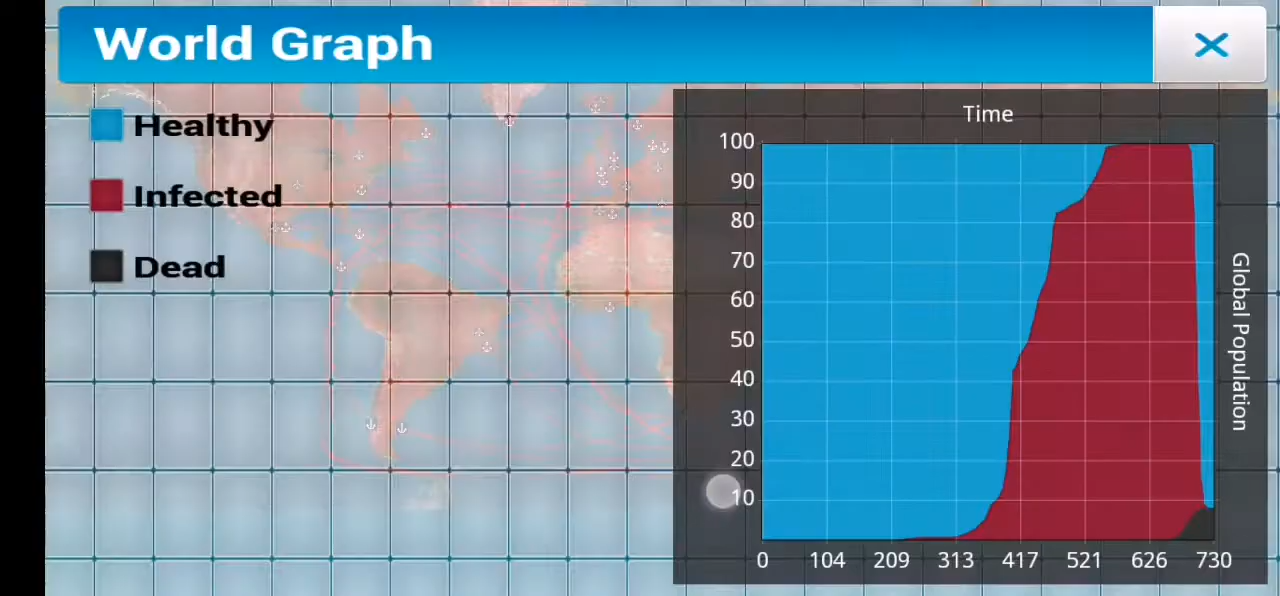 World Graph
Healthy
Infected
Dead
Time
100
90
80
70
60
50
40
30
20
10
0 104 209 313 417 521 626 730
Global Population